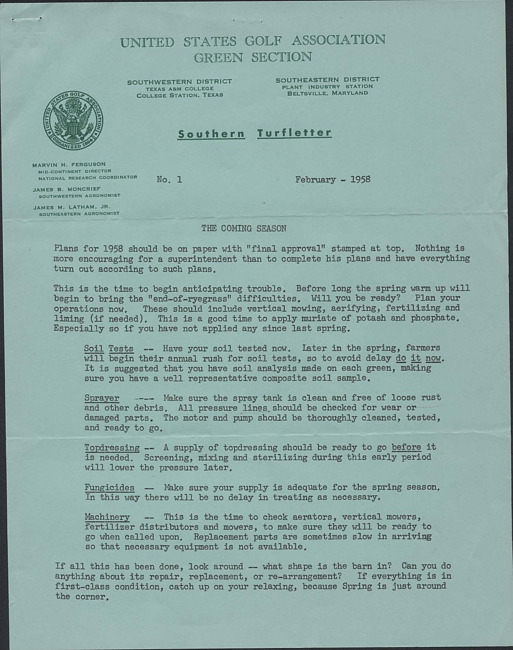 UNITED STATES GOLF ASSOCIATION
GREEN SECTION
SOUTHWESTERN DISTRICT
TEXAS A&M COLLEGE
COLLEGE STATION, TEXAS
SOUTHEASTERN DISTRICT
PLANT INDUSTRY STATION
BELTSVILLE, MARYLAND
UNITED STATES GOLF ASSOCIATION
ORGANIZED 1894
Southern Turfletter
MARVIN H. FERGUSON
MID-CONTINENT DIRECTOR
NATIONAL RESEARCH COORDINATOR
JAMES B. MONCRIEF
SOUTHWESTERN AGRONOMIST
JAMES M. LATHAM, JR.
SOUTHEASTERN AGRONOMIST
No. 1
February - 1958
THE COMING SEASON
Plans for 1958 should be on paper with "final approval" stamped at top. Nothing is
more encouraging for a superintendent than to complete his plans and have everything
turn out according to such plans.
This is the time to begin anticipating trouble. Before long the spring warm up will
begin to bring the "end-of-ryegrass" difficulties. Will you be ready? Plan your
operations now. These should include vertical mowing, aerifying, fertilizing and
liming (if needed). This is a good time to apply muriate of potash and phosphate.
Especially so if you have not applied any since last spring.
Soil Tests -- Have your soil tested now. Later in the spring, farmers
will begin their annual rush for soil tests, so to avoid delay do it now.
It is suggested that you have soil analysis made on each green, making
sure you have a well representative composite soil sample.
Sprayer ---- Make sure the spray tank is clean and free of loose rust
and other debris. All pressure lines should be checked for wear or
damaged parts. The motor and pump should be thoroughly cleaned, tested,
and ready to go.
Topdressing -- A supply of topdressing should be ready to go before it
is needed. Screening, mixing and sterilizing during this early period
will lower the pressure later.
Fungicides -- Make sure your supply is adequate for the spring season.
In this way there will be no delay in treating as necessary.
Machinery -- This is the time to check aerators, vertical mowers,
fertilizer distributors and mowers, to make sure they will be ready to
go when called upon. Replacement parts are sometimes slow in arriving
so that necessary equipment is not available.
If all this has been done, look around -- what shape is the barn in? Can you do
anything about its repair, replacement, or re-arrangement? If everything is in
first-class condition, catch up on your relaxing, because Spring is just around
the corner.